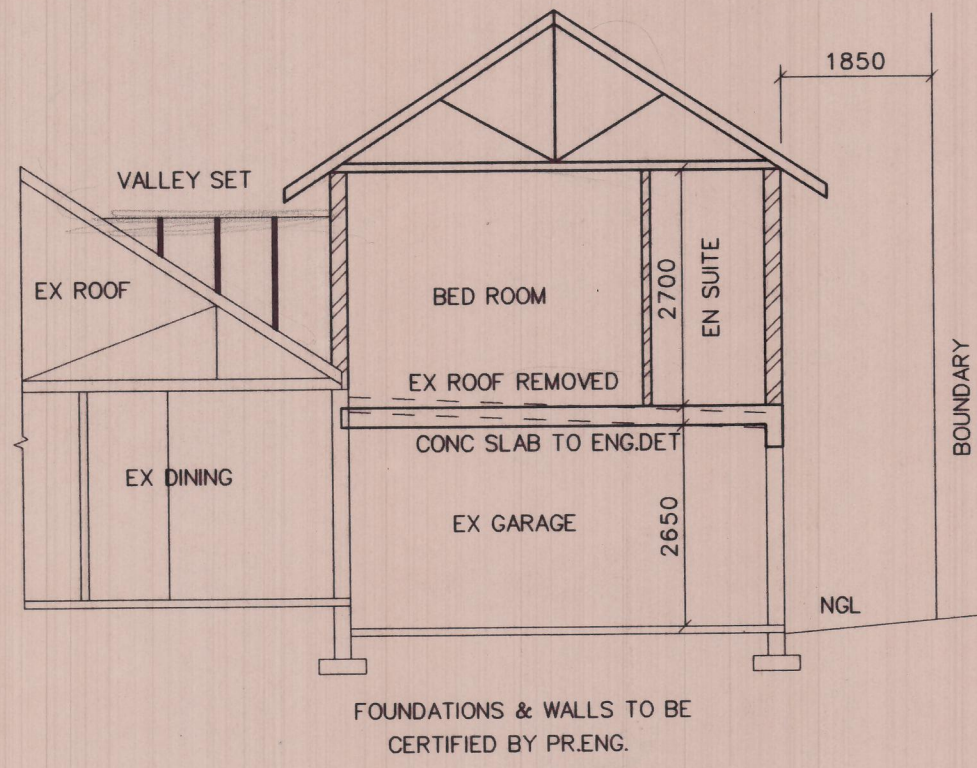 1850
VALLEY SET
EX ROOF
BED ROOM
2700
EN SUITE
EX ROOF REMOVED
BOUNDARY
CONC SLAB TO ENG.DET
EX DINING
EX GARAGE
2650
NGL
FOUNDATIONS & WALLS TO BE
CERTIFIED BY PR.ENG.